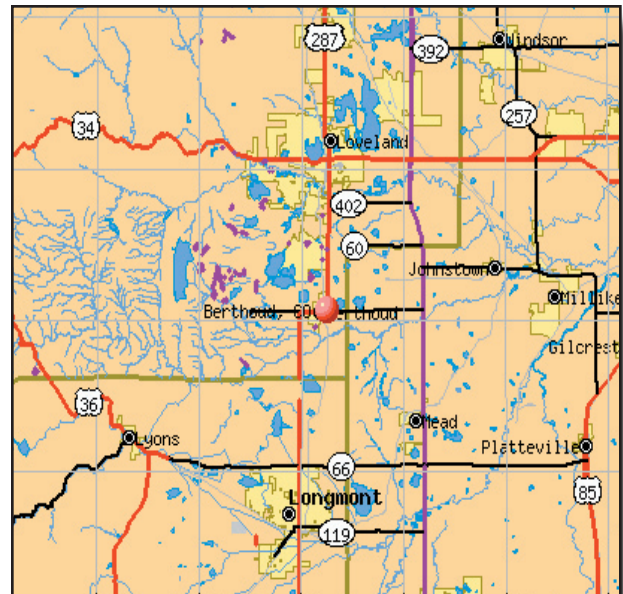 287
392
Windsor
257
34
Loveland
402
60
Johnstown
Berthoud, CO
Berthoud
Millike
Gilcrest
36
Mead
Lyons
Platteville
66
85
Longmont
119